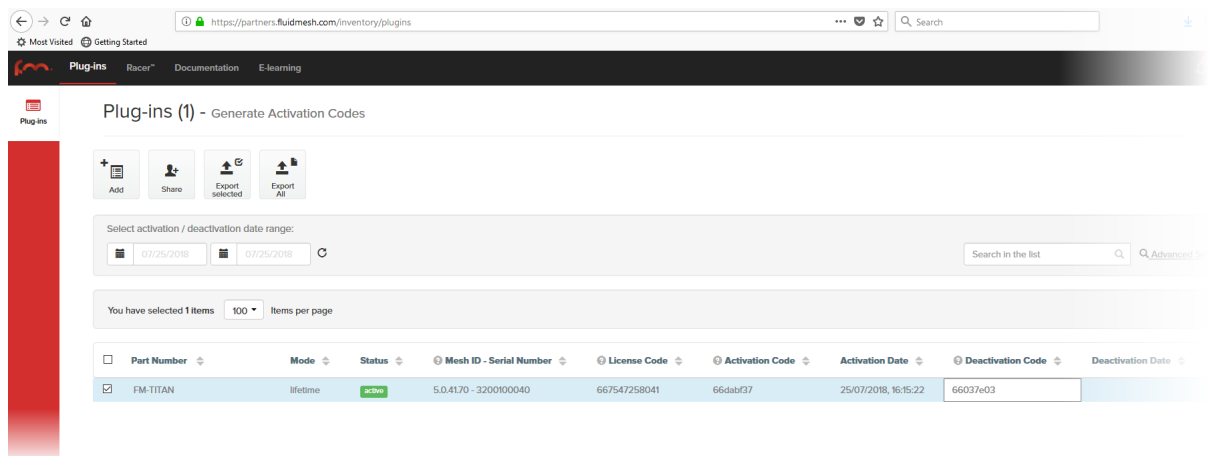 https://partners.fluidmesh.com/inventory/plugins
Search
Most Visited
Getting Started
Plug-ins
Racer™
Documentation
E-learning
Plug-ins
Plug-ins (1) - Generate Activation Codes
Add
Share
Export selected
Export All
Select activation / deactivation date range:
07/25/2018
07/25/2018
Search in the list
Advanced
You have selected 1 items
100
Items per page
Part Number
Mode
Status
Mesh ID - Serial Number
License Code
Activation Code
Activation Date
Deactivation Code
Deactivation Date
FM-TITAN
lifetime
active
5.0.41.70 - 3200100040
667547258041
66dabf37
25/07/2018, 16:15:22
66037e03